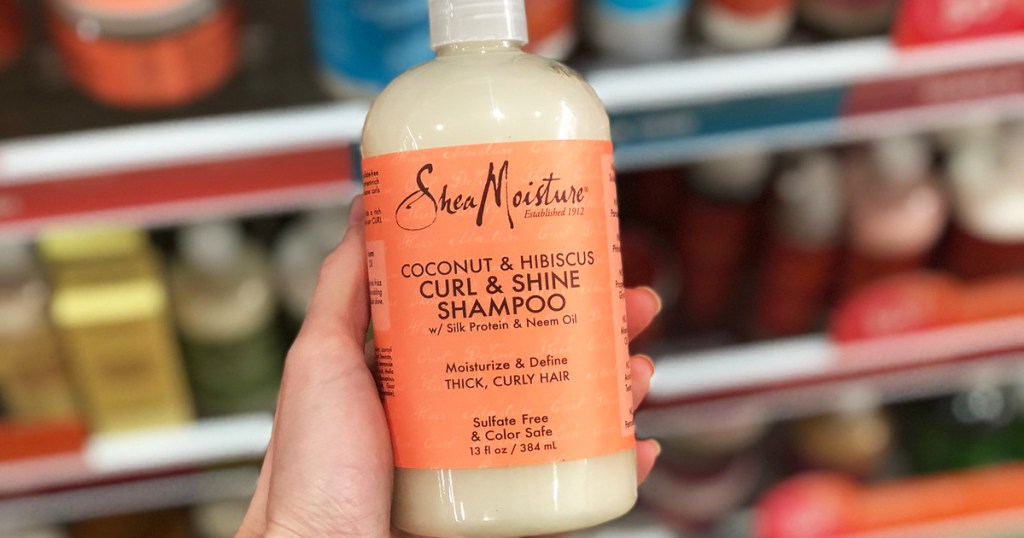 SheaMoisture®
Established 1912
COCONUT & HIBISCUS
CURL & SHINE
SHAMPOO
w/ Silk Protein & Neem Oil
Moisturize & Define
THICK, CURLY HAIR
Sulfate Free
& Color Safe
13 fl oz / 384 mL